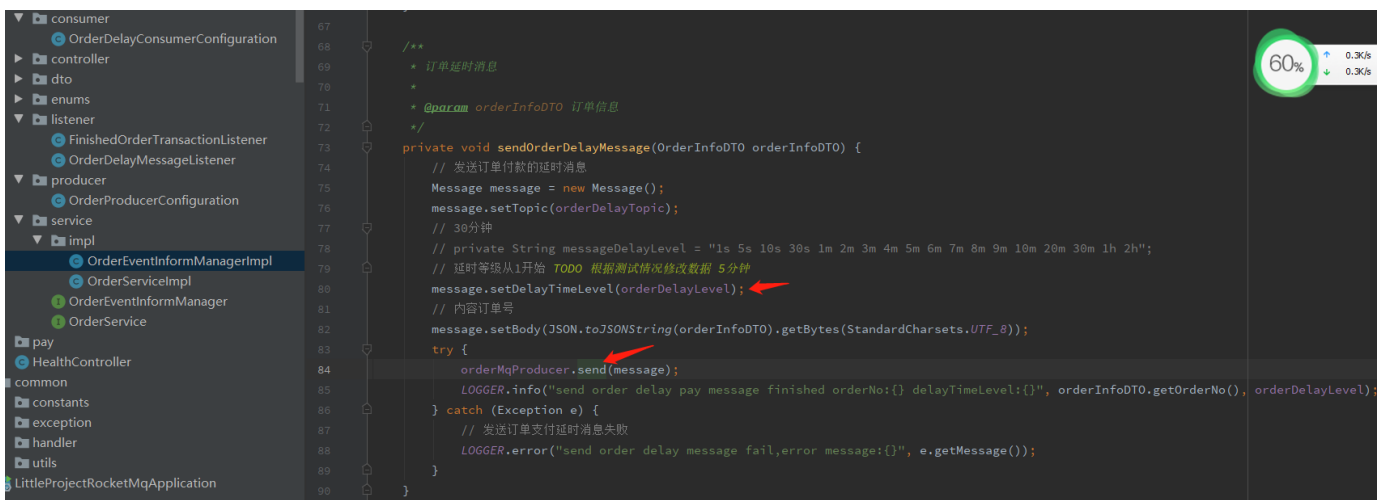 consumer
OrderDelayConsumerConfiguration
controller
dto
enums
listener
FinishedOrderTransactionListener
OrderDelayMessageListener
producer
OrderProducerConfiguration
service
impl
OrderEventInformManagerImpl
OrderServiceImpl
OrderEventInformManager
OrderService
pay
HealthController
common
constants
exception
handler
utils
LittleProjectRocketMqApplication
67
68 /**
69 * 订单延时消息
70 *
71 * @param orderInfoDTO 订单信息
72 */
73 private void sendOrderDelayMessage(OrderInfoDTO orderInfoDTO) {
74 // 发送订单付款的延时消息
75 Message message = new Message();
76 message.setTopic(orderDelayTopic);
77 // 30分钟
78 // private String messageDelayLevel = "1s 5s 10s 30s 1m 2m 3m 4m 5m 6m 7m 8m 9m 10m 20m 30m 1h 2h";
79 // 延时等级从1开始 TODO 根据测试情况修改数据 5分钟
80 message.setDelayTimeLevel(orderDelayLevel);
81 // 内容订单号
82 message.setBody(JSON.toJSONString(orderInfoDTO).getBytes(StandardCharsets.UTF_8));
83 try {
84 orderMqProducer.send(message);
85 LOGGER.info("send order delay pay message finished orderNo:{} delayTimeLevel:{}", orderInfoDTO.getOrderNo(), orderDelayLevel);
86 } catch (Exception e) {
87 // 发送订单支付延时消息失败
88 LOGGER.error("send order delay message fail,error message:{}", e.getMessage());
89 }
90 }
60%
↑ 0.3K/s
↓ 0.3K/s